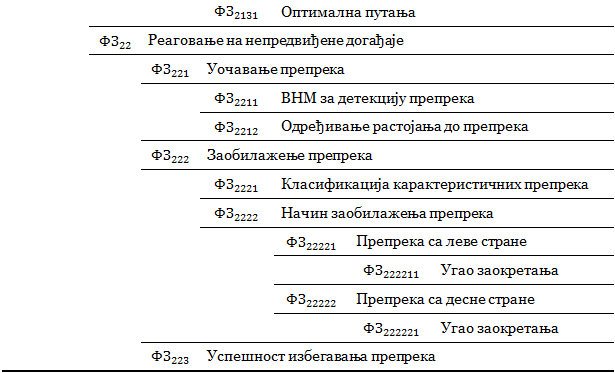 ФЗ₂₁₃₁ Оптимална путања
ФЗ₂₂ Реаговање на непредвиђене догађаје
ФЗ₂₂₁ Уочавање препрека
ФЗ₂₂₁₁ ВНМ за детекцију препрека
ФЗ₂₂₁₂ Одређивање растојања до препрека
ФЗ₂₂₂ Заобилажење препрека
ФЗ₂₂₂₁ Класификација карактеристичних препрека
ФЗ₂₂₂₂ Начин заобилажења препрека
ФЗ₂₂₂₂₁ Препрека са леве стране
ФЗ₂₂₂₂₁₁ Угао заокретања
ФЗ₂₂₂₂₂ Препрека са десне стране
ФЗ₂₂₂₂₂₁ Угао заокретања
ФЗ₂₂₃ Успешност избегавања препрека